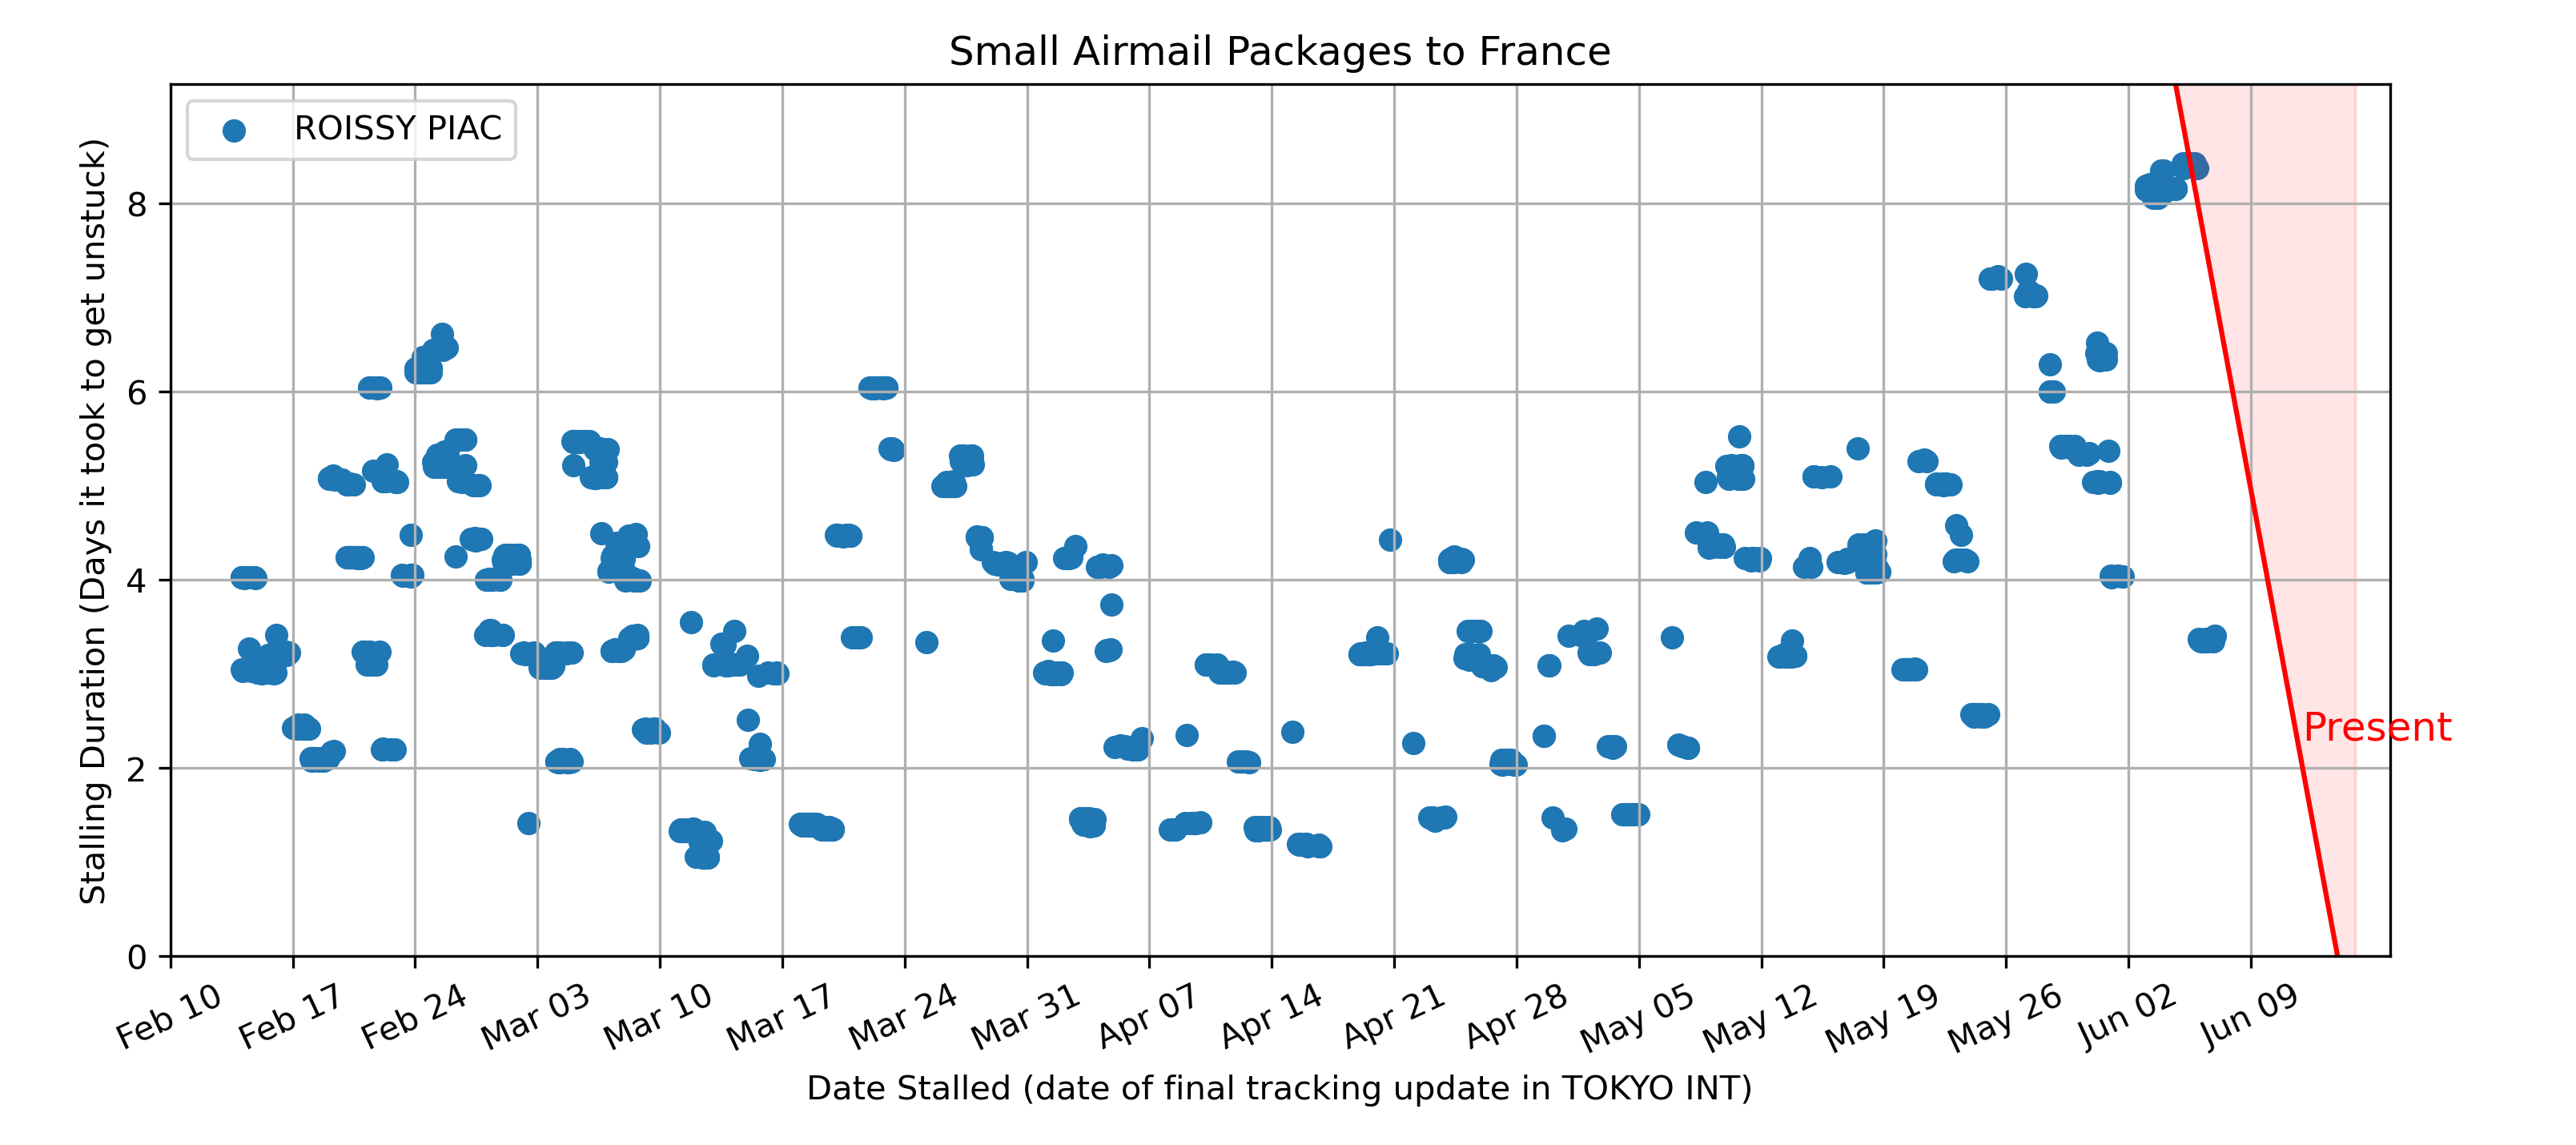 Small Airmail Packages to France
ROISSY PIAC
Stalling Duration (Days it took to get unstuck)
8
6
4
2
0
Present
Feb 10
Feb 17
Feb 24
Mar 03
Mar 10
Mar 17
Mar 24
Mar 31
Apr 07
Apr 14
Apr 21
Apr 28
May 05
May 12
May 19
May 26
Jun 02
Jun 09
Date Stalled (date of final tracking update in TOKYO INT)